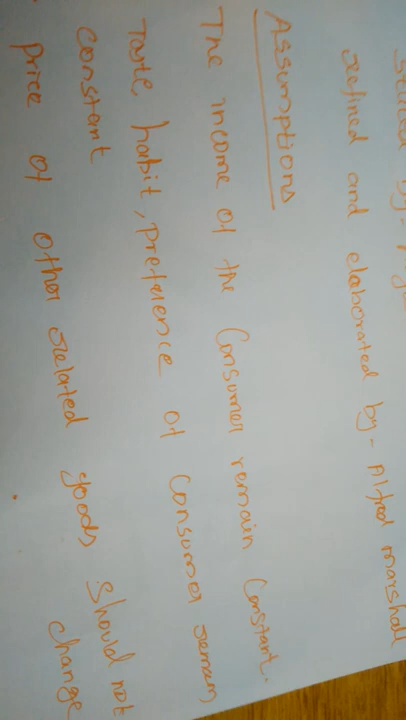 refined and elaborated by - Alfred marshall
Assumptions
The income of the Consumer remain Constant.
Taste, habit, preference of Consumer remain
Constant
Price of other related goods should not
change